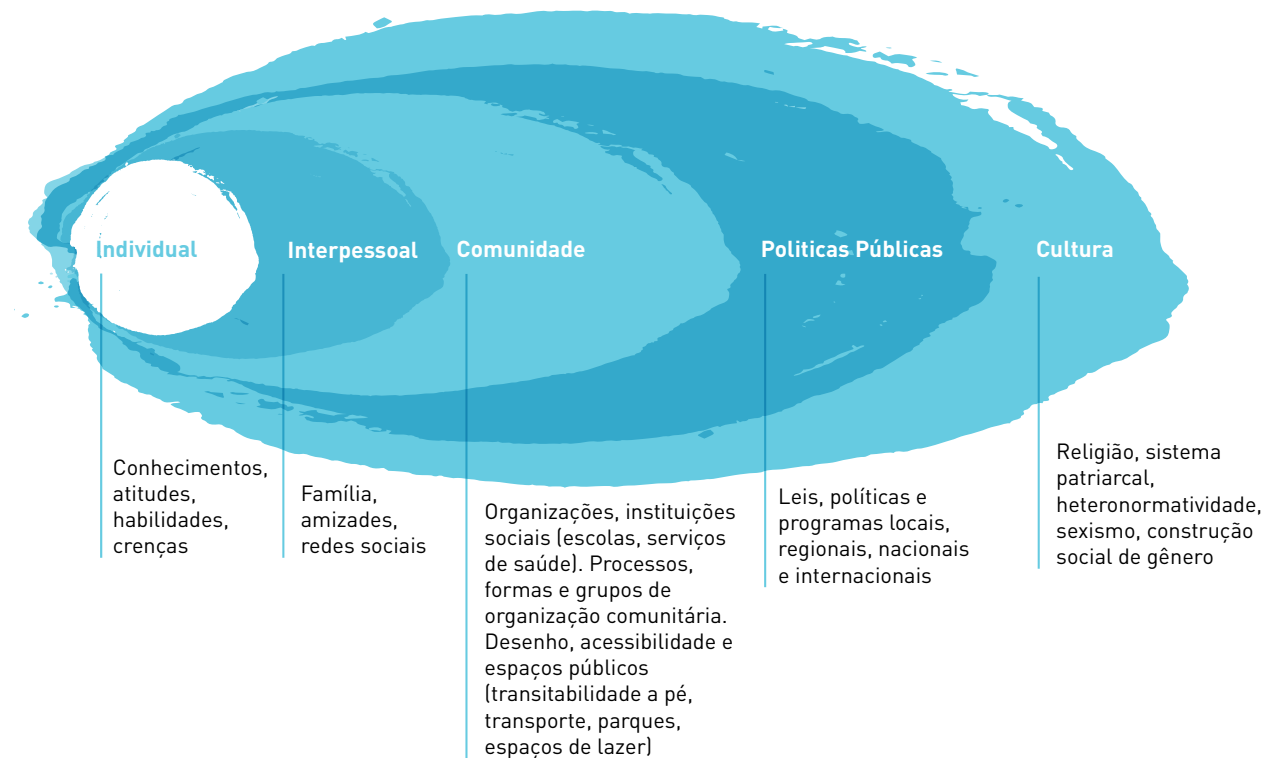 Individual
Interpessoal
Comunidade
Politicas Públicas
Cultura
Conhecimentos,
atitudes,
habilidades,
crenças
Família,
amizades,
redes sociais
Organizações, instituições
sociais (escolas, serviços
de saúde). Processos,
formas e grupos de
organização comunitária.
Desenho, acessibilidade e
espaços públicos
(transitabilidade a pé,
transporte, parques,
espaços de lazer)
Leis, políticas e
programas locais,
regionais, nacionais
e internacionais
Religião, sistema
patriarcal,
heteronormatividade,
sexismo, construção
social de gênero